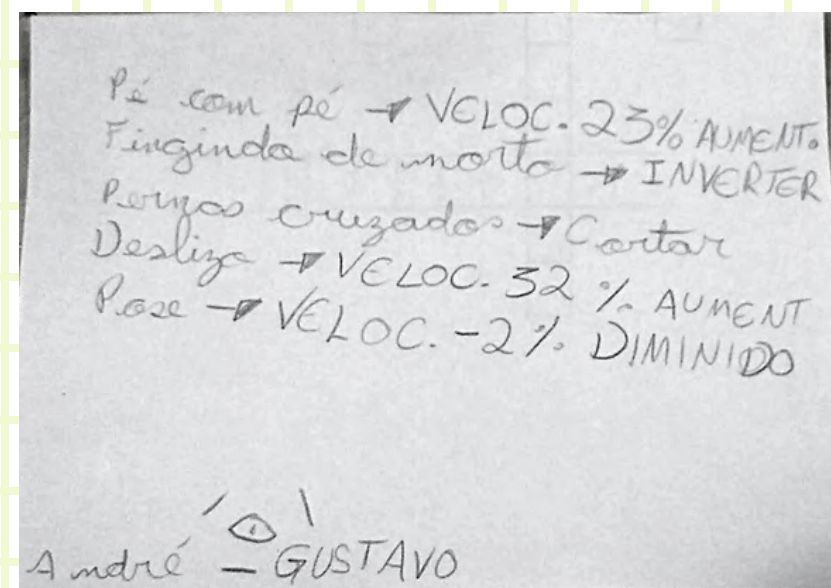 Pé com pé → VELOC. 23% AUMENT.
Fingindo de morto → INVERTER
Pernas cruzados → Cortar
Desliza → VELOC. 32 % AUMENT
Pose → VELOC. -2% DIMINIDO
André - GUSTAVO